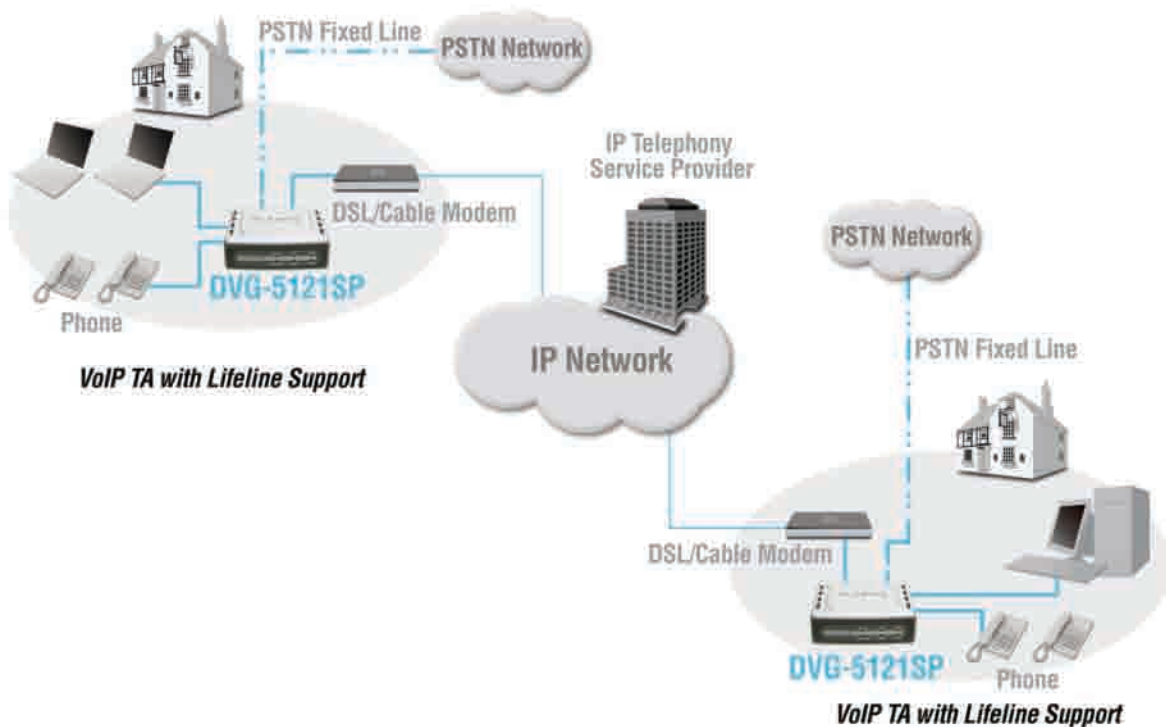 PSTN Fixed Line
PSTN Network
IP Telephony
Service Provider
DSL/Cable Modem
PSTN Network
DVG-5121SP
Phone
IP Network
PSTN Fixed Line
VoIP TA with Lifeline Support
DSL/Cable Modem
DVG-5121SP
Phone
VoIP TA with Lifeline Support